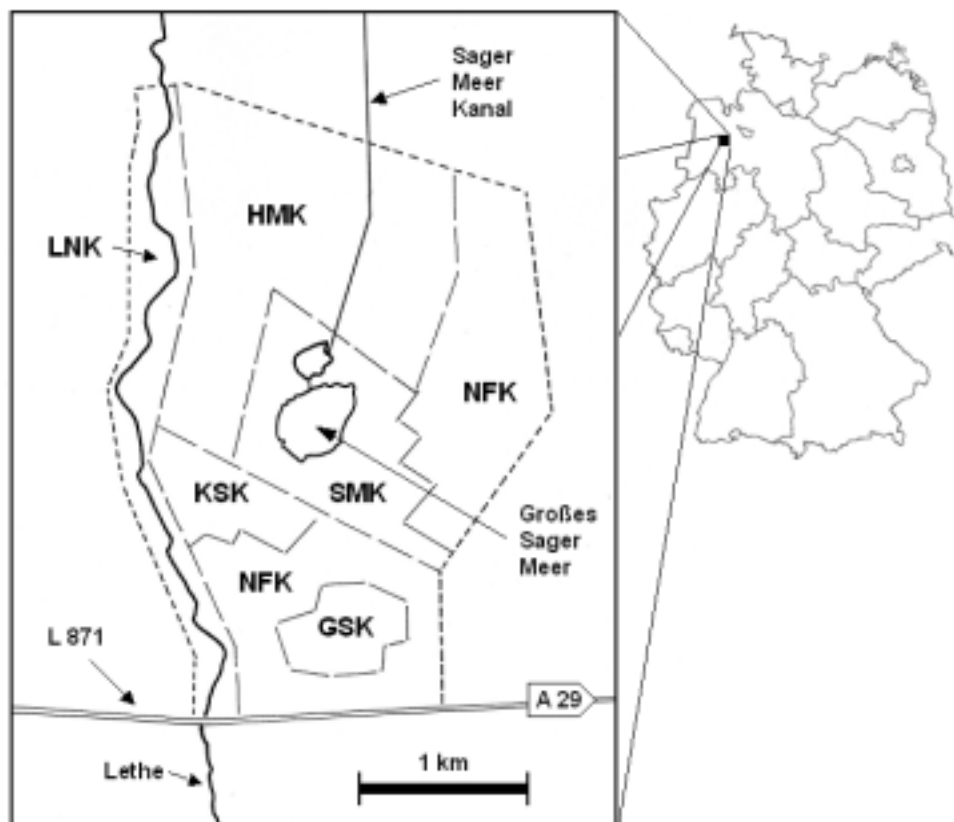 Sager
Meer
Kanal
HMK
LNK
NFK
KSK
SMK
Großes
Sager
Meer
NFK
GSK
L 871
A 29
1 km
Lethe